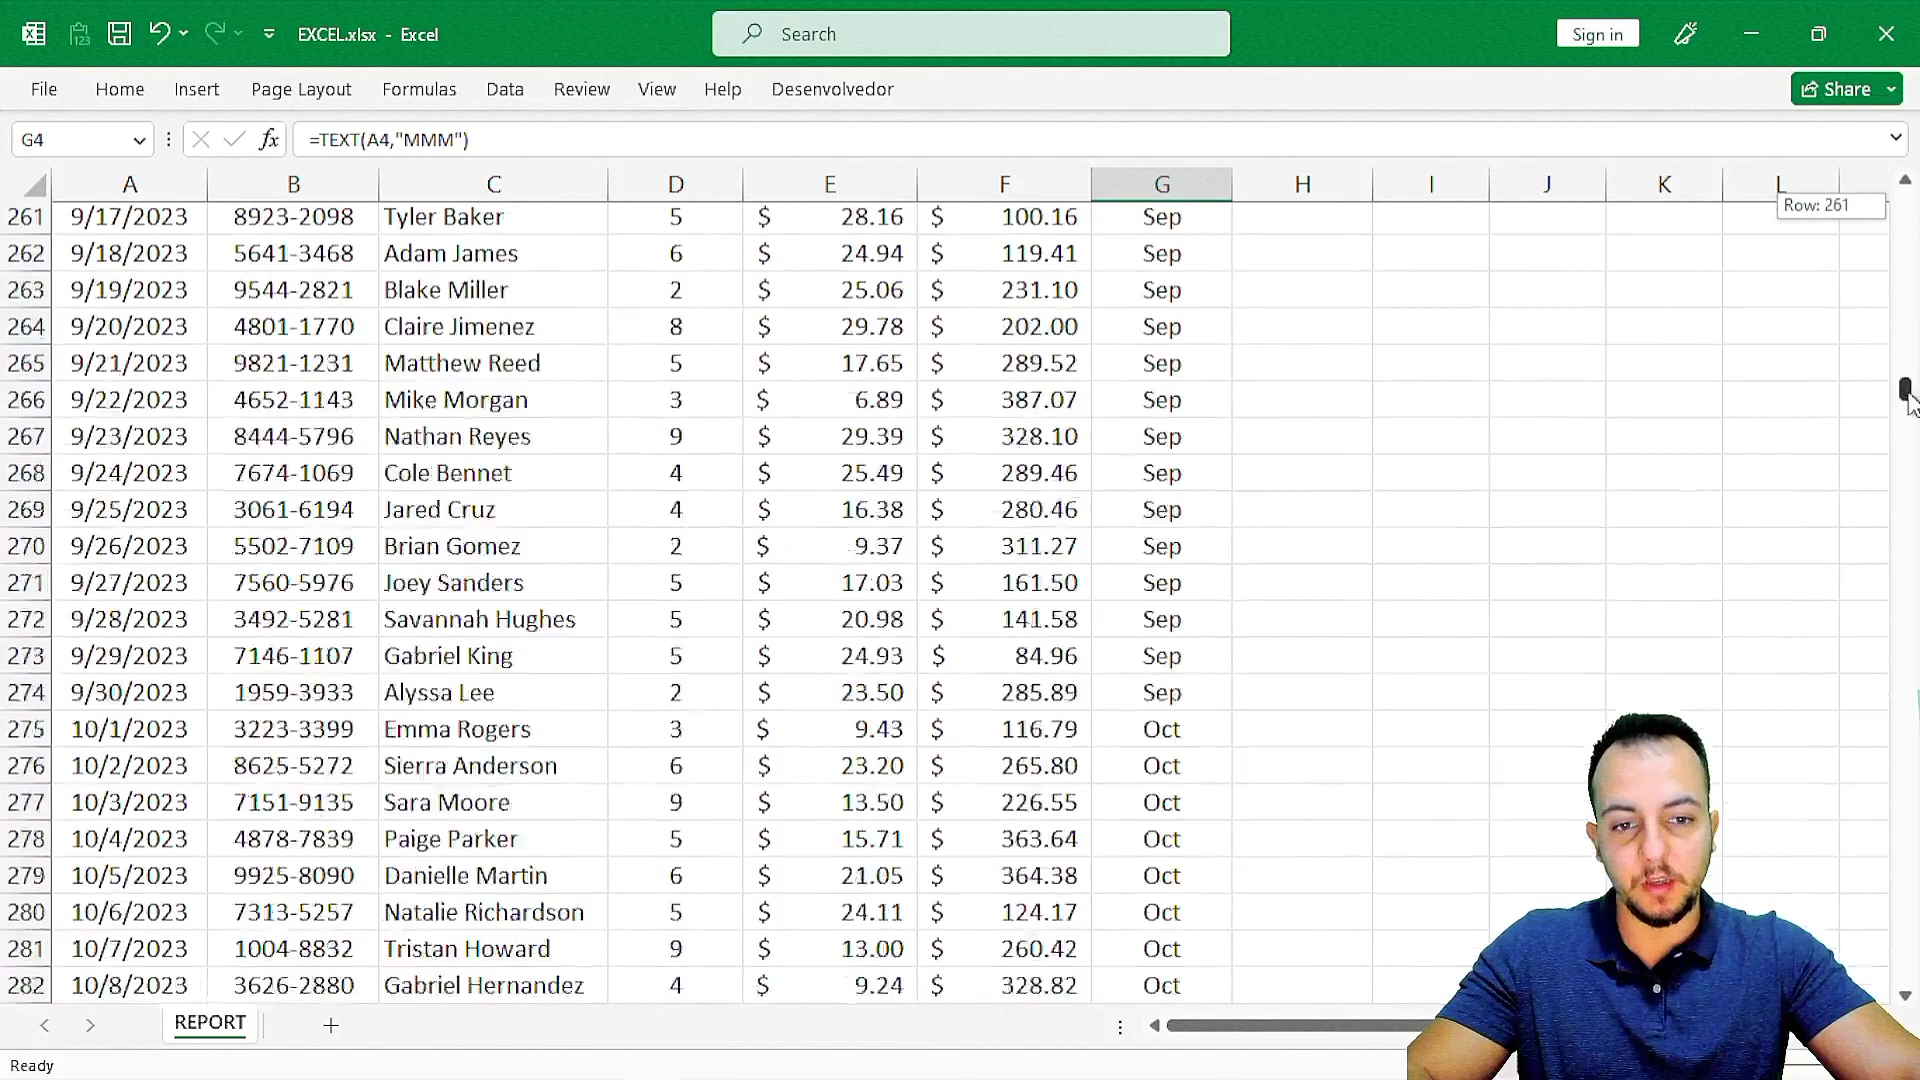 EXCEL.xlsx - Excel
Search
Sign in
File Home Insert Page Layout Formulas Data Review View Help Desenvolvedor
Share
G4 fx =TEXT(A4,"MMM")
A B C D E F G H I J K L
Row: 261
261 9/17/2023 8923-2098 Tyler Baker 5 $ 28.16 $ 100.16 Sep
262 9/18/2023 5641-3468 Adam James 6 $ 24.94 $ 119.41 Sep
263 9/19/2023 9544-2821 Blake Miller 2 $ 25.06 $ 231.10 Sep
264 9/20/2023 4801-1770 Claire Jimenez 8 $ 29.78 $ 202.00 Sep
265 9/21/2023 9821-1231 Matthew Reed 5 $ 17.65 $ 289.52 Sep
266 9/22/2023 4652-1143 Mike Morgan 3 $ 6.89 $ 387.07 Sep
267 9/23/2023 8444-5796 Nathan Reyes 9 $ 29.39 $ 328.10 Sep
268 9/24/2023 7674-1069 Cole Bennet 4 $ 25.49 $ 289.46 Sep
269 9/25/2023 3061-6194 Jared Cruz 4 $ 16.38 $ 280.46 Sep
270 9/26/2023 5502-7109 Brian Gomez 2 $ 9.37 $ 311.27 Sep
271 9/27/2023 7560-5976 Joey Sanders 5 $ 17.03 $ 161.50 Sep
272 9/28/2023 3492-5281 Savannah Hughes 5 $ 20.98 $ 141.58 Sep
273 9/29/2023 7146-1107 Gabriel King 5 $ 24.93 $ 84.96 Sep
274 9/30/2023 1959-3933 Alyssa Lee 2 $ 23.50 $ 285.89 Sep
275 10/1/2023 3223-3399 Emma Rogers 3 $ 9.43 $ 116.79 Oct
276 10/2/2023 8625-5272 Sierra Anderson 6 $ 23.20 $ 265.80 Oct
277 10/3/2023 7151-9135 Sara Moore 9 $ 13.50 $ 226.55 Oct
278 10/4/2023 4878-7839 Paige Parker 5 $ 15.71 $ 363.64 Oct
279 10/5/2023 9925-8090 Danielle Martin 6 $ 21.05 $ 364.38 Oct
280 10/6/2023 7313-5257 Natalie Richardson 5 $ 24.11 $ 124.17 Oct
281 10/7/2023 1004-8832 Tristan Howard 9 $ 13.00 $ 260.42 Oct
282 10/8/2023 3626-2880 Gabriel Hernandez 4 $ 9.24 $ 328.82 Oct
REPORT
Ready